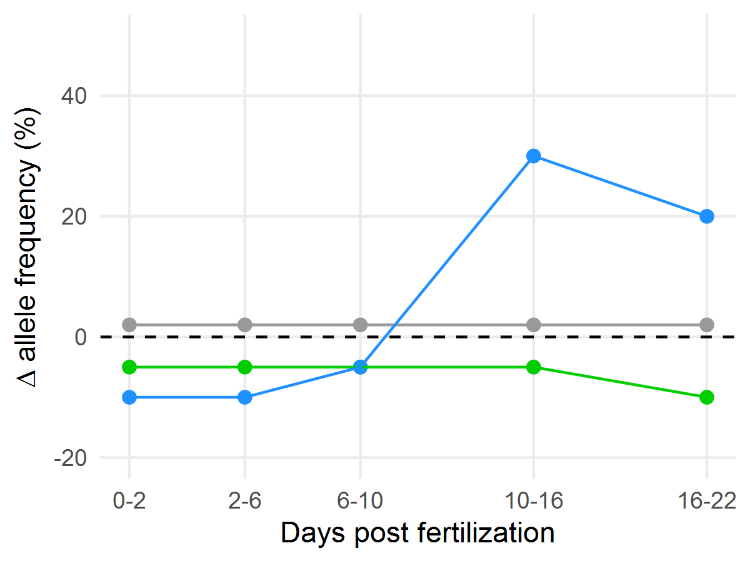 Δ allele frequency (%)
40
20
0
-20
0-2 2-6 6-10 10-16 16-22
Days post fertilization